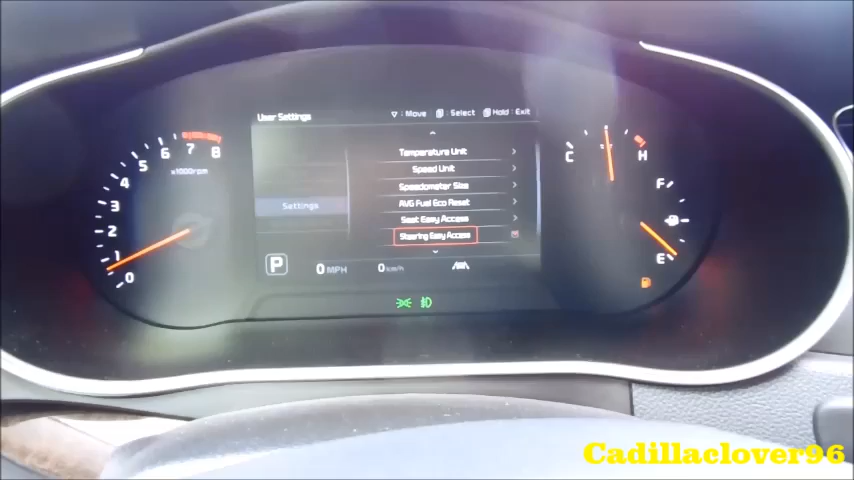 User Settings
▽ : Move : Select Hold : Exit
Temperature Unit
Speed Unit
Speedometer Size
AVG Fuel Eco Reset
Seat Easy Access
Steering Easy Access
Settings
P
0 MPH
0 km/h
0
1
2
3
4
5
6
7
8
x1000rpm
C
H
F
E
Cadillaclover96